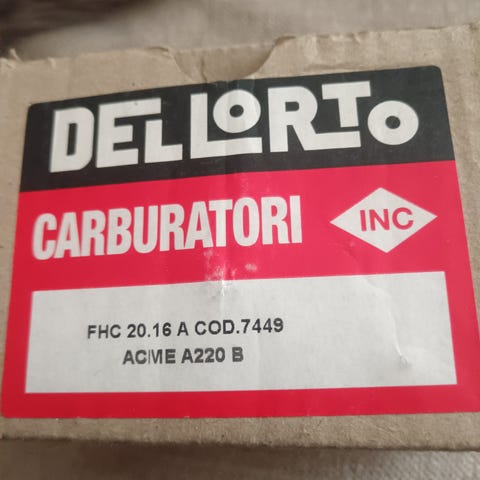 DELLORTO
CARBURATORI
INC
FHC 20.16 A COD.7449
ACME A220 B